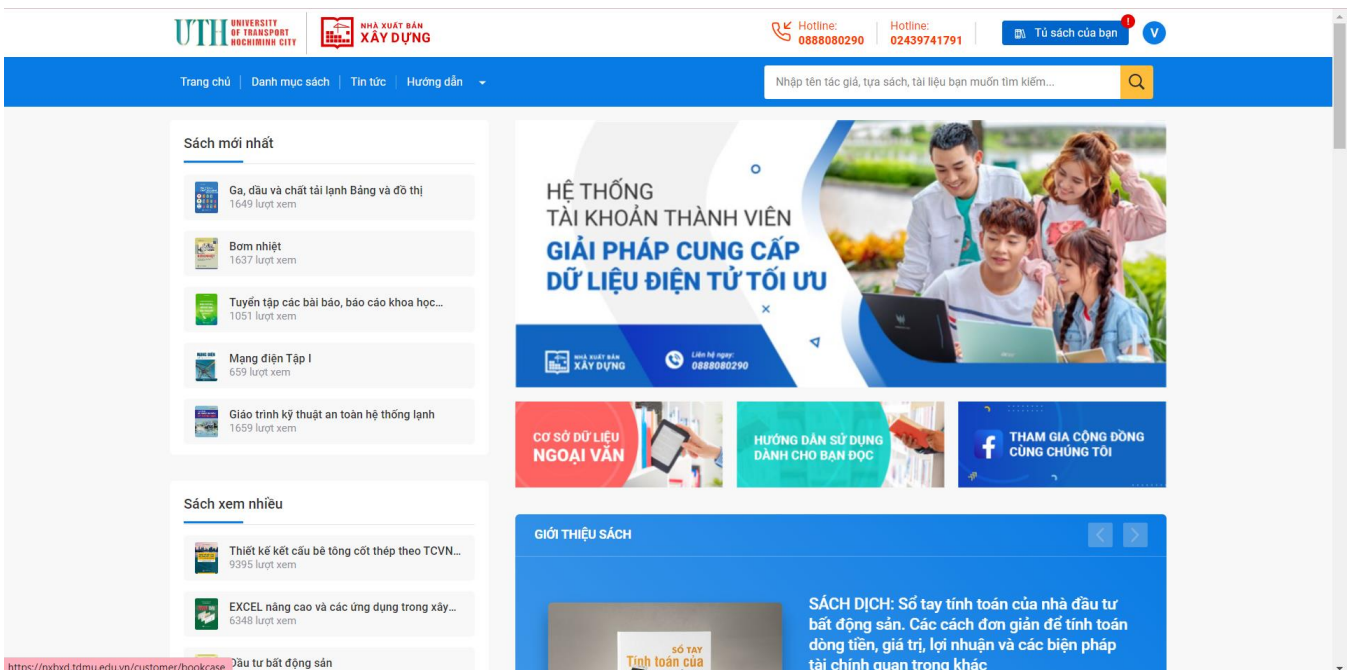 UTH UNIVERSITY
OF TRANSPORT
HOCHIMINH CITY
NHÀ XUẤT BẢN
XÂY DỰNG
Hotline:
0888080290
Hotline:
02439741791
Tủ sách của bạn
!
V
Trang chủ | Danh mục sách | Tin tức | Hướng dẫn
Nhập tên tác giả, tựa sách, tài liệu bạn muốn tìm kiếm...
Sách mới nhất
Ga, dầu và chất tải lạnh Bảng và đồ thị
1649 lượt xem
Bơm nhiệt
1637 lượt xem
Tuyển tập các bài báo, báo cáo khoa học...
1051 lượt xem
MẠNG ĐIỆN
Mạng điện Tập I
659 lượt xem
Giáo trình kỹ thuật an toàn hệ thống lạnh
1659 lượt xem
Sách xem nhiều
Thiết kế kết cấu bê tông cốt thép theo TCVN...
9395 lượt xem
EXCEL nâng cao và các ứng dụng trong xây...
6348 lượt xem
Đầu tư bất động sản
https://nxbxd.tdmu.edu.vn/customer/bookcase
HỆ THỐNG
TÀI KHOẢN THÀNH VIÊN
GIẢI PHÁP CUNG CẤP
DỮ LIỆU ĐIỆN TỬ TỐI ƯU
NHÀ XUẤT BẢN
XÂY DỰNG
Liên hệ ngay:
0888080290
CƠ SỞ DỮ LIỆU
NGOẠI VĂN
HƯỚNG DẪN SỬ DỤNG
DÀNH CHO BẠN ĐỌC
THAM GIA CỘNG ĐỒNG
CÙNG CHÚNG TÔI
GIỚI THIỆU SÁCH
SỔ TAY
Tính toán của
SÁCH DỊCH: Sổ tay tính toán của nhà đầu tư
bất động sản. Các cách đơn giản để tính toán
dòng tiền, giá trị, lợi nhuận và các biện pháp
tài chính quan trọng khác